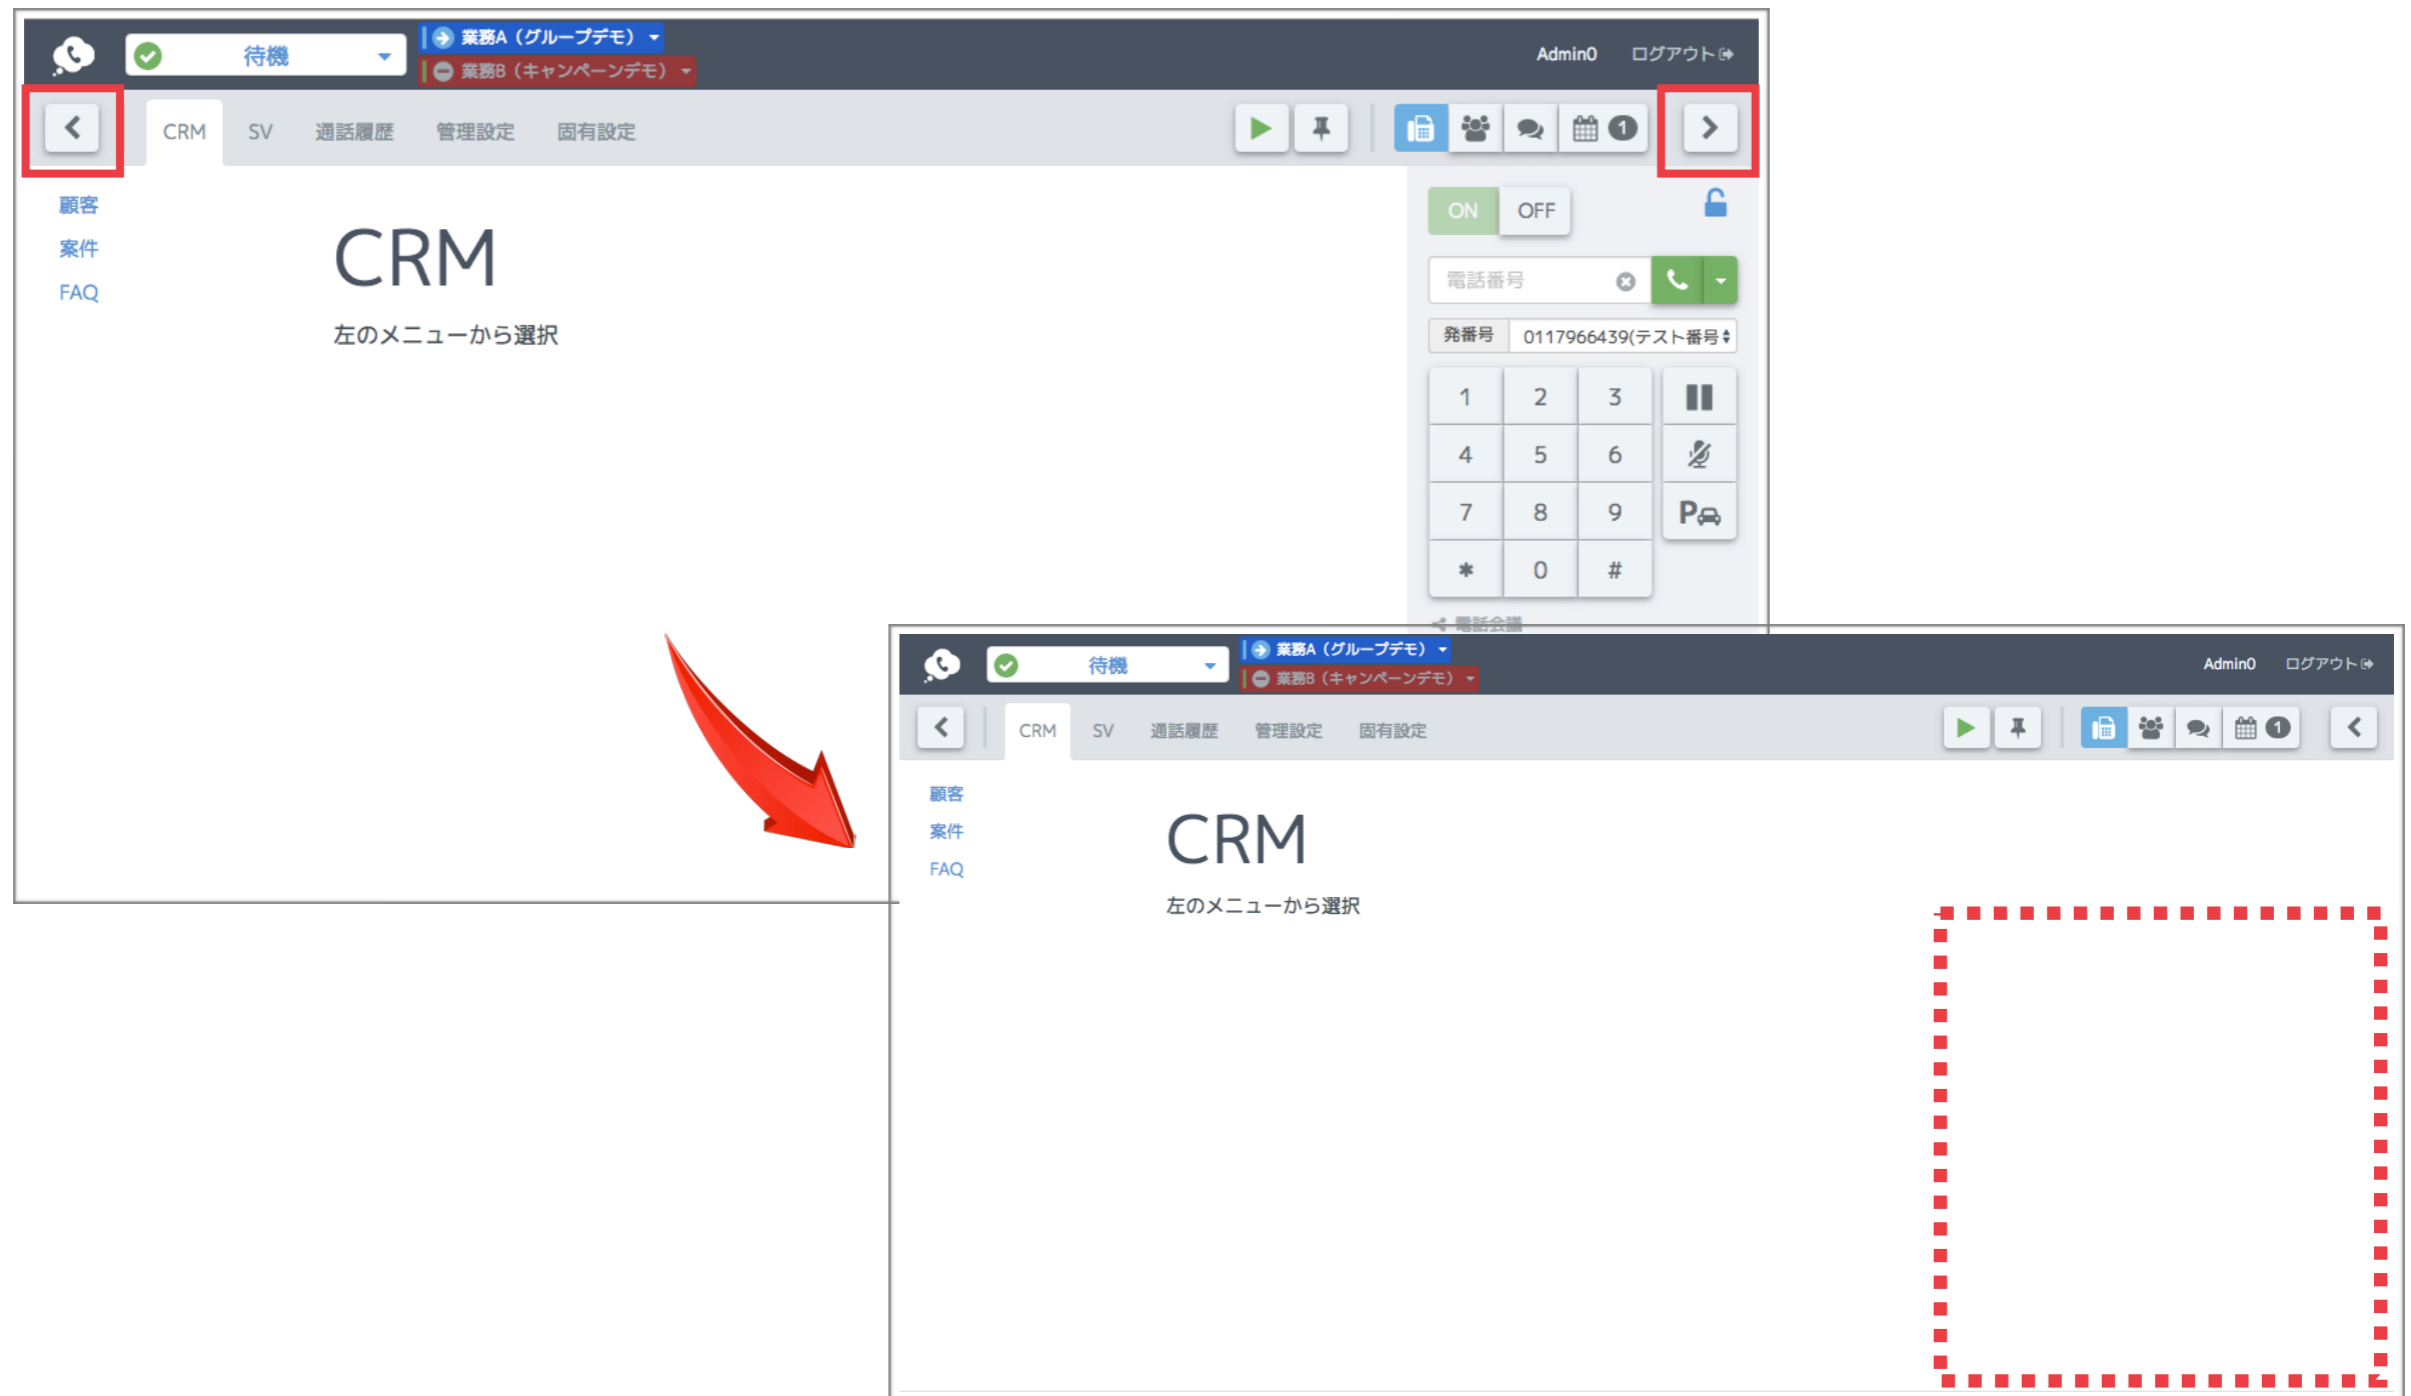 待機
業務A（グループデモ）
業務B（キャンペーンデモ）
Admin0 ログアウト
CRM SV 通話履歴 管理設定 固有設定 1
顧客
案件
FAQ
CRM
左のメニューから選択
ON OFF
電話番号
発番号 0117966439(テスト番号
1 2 3
4 5 6
7 8 9 P
* 0 #
電話会議
待機
業務A（グループデモ）
業務B（キャンペーンデモ）
Admin0 ログアウト
CRM SV 通話履歴 管理設定 固有設定 1
顧客
案件
FAQ
CRM
左のメニューから選択